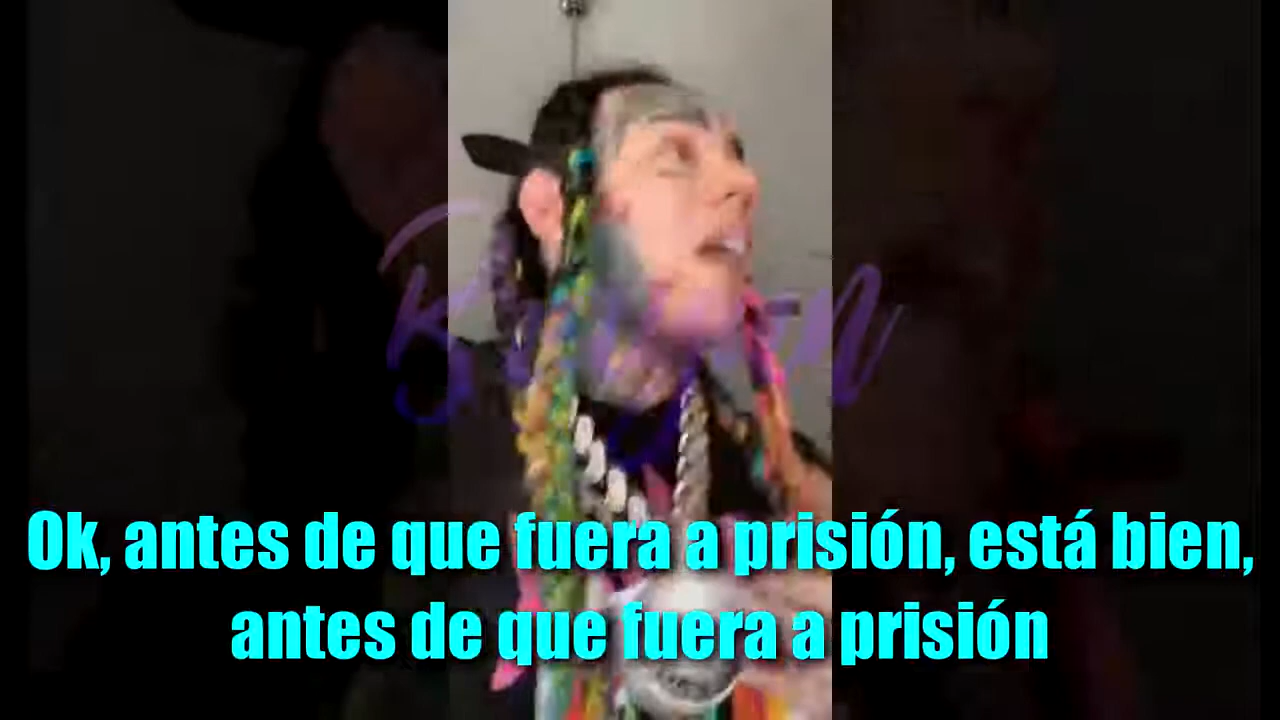 Ok, antes de que fuera a prisión, está bien,
antes de que fuera a prisión